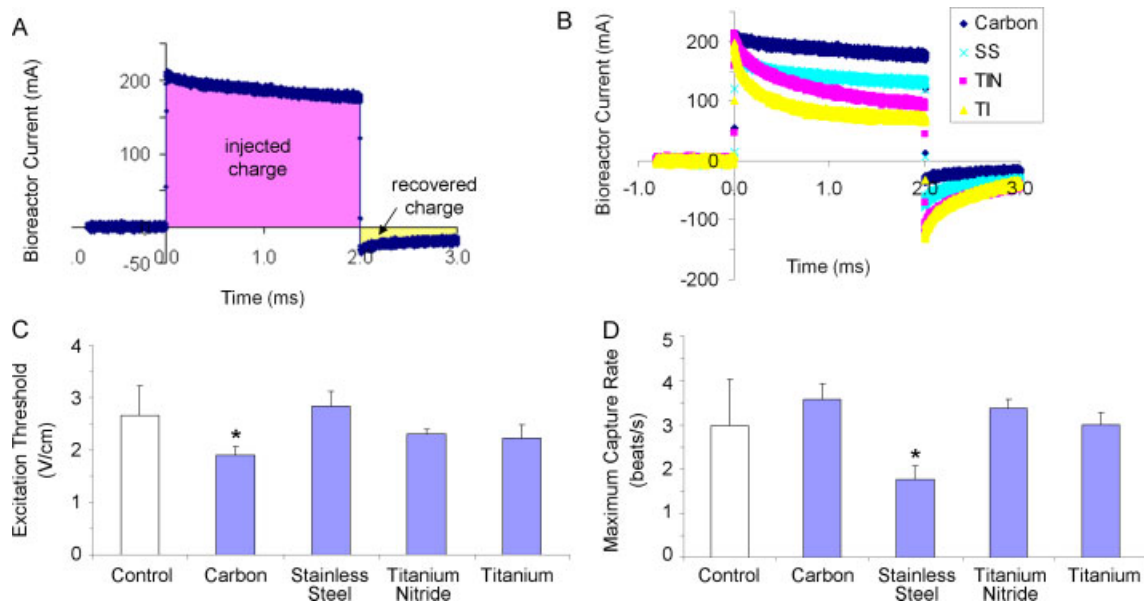 A
Bioreactor Current (mA)
200
100
0
-50
.0
0.0
1.0
2.0
3.0
injected
charge
recovered
charge
Time (ms)
B
Bioreactor Current (mA)
200
100
0
-100
-200
-1.0
0.0
1.0
2.0
3.0
Time (ms)
Carbon
SS
TIN
TI
C
Excitation Threshold
(V/cm)
4
3
2
1
0
Control
Carbon
Stainless
Steel
Titanium
Nitride
Titanium
*
D
Maximum Capture Rate
(beats/s)
5
4
3
2
1
0
Control
Carbon
Stainless
Steel
Titanium
Nitride
Titanium
*